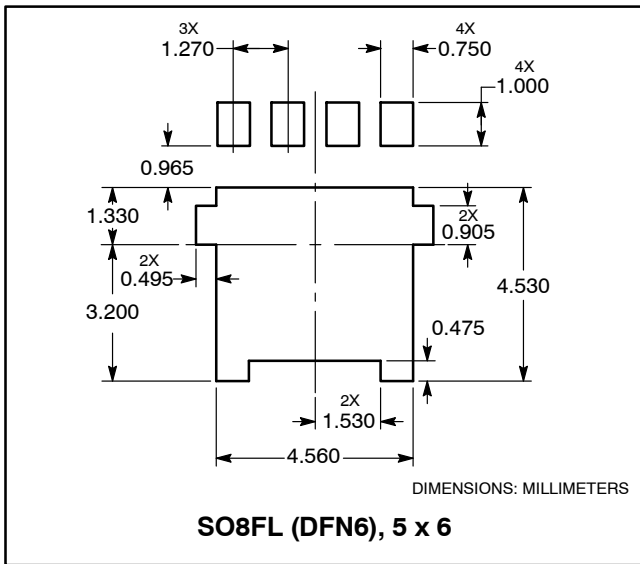 3X
1.270
4X
0.750
4X
1.000
0.965
1.330
2X
0.905
2X
0.495
4.530
3.200
0.475
2X
1.530
4.560
DIMENSIONS: MILLIMETERS
SO8FL (DFN6), 5 x 6